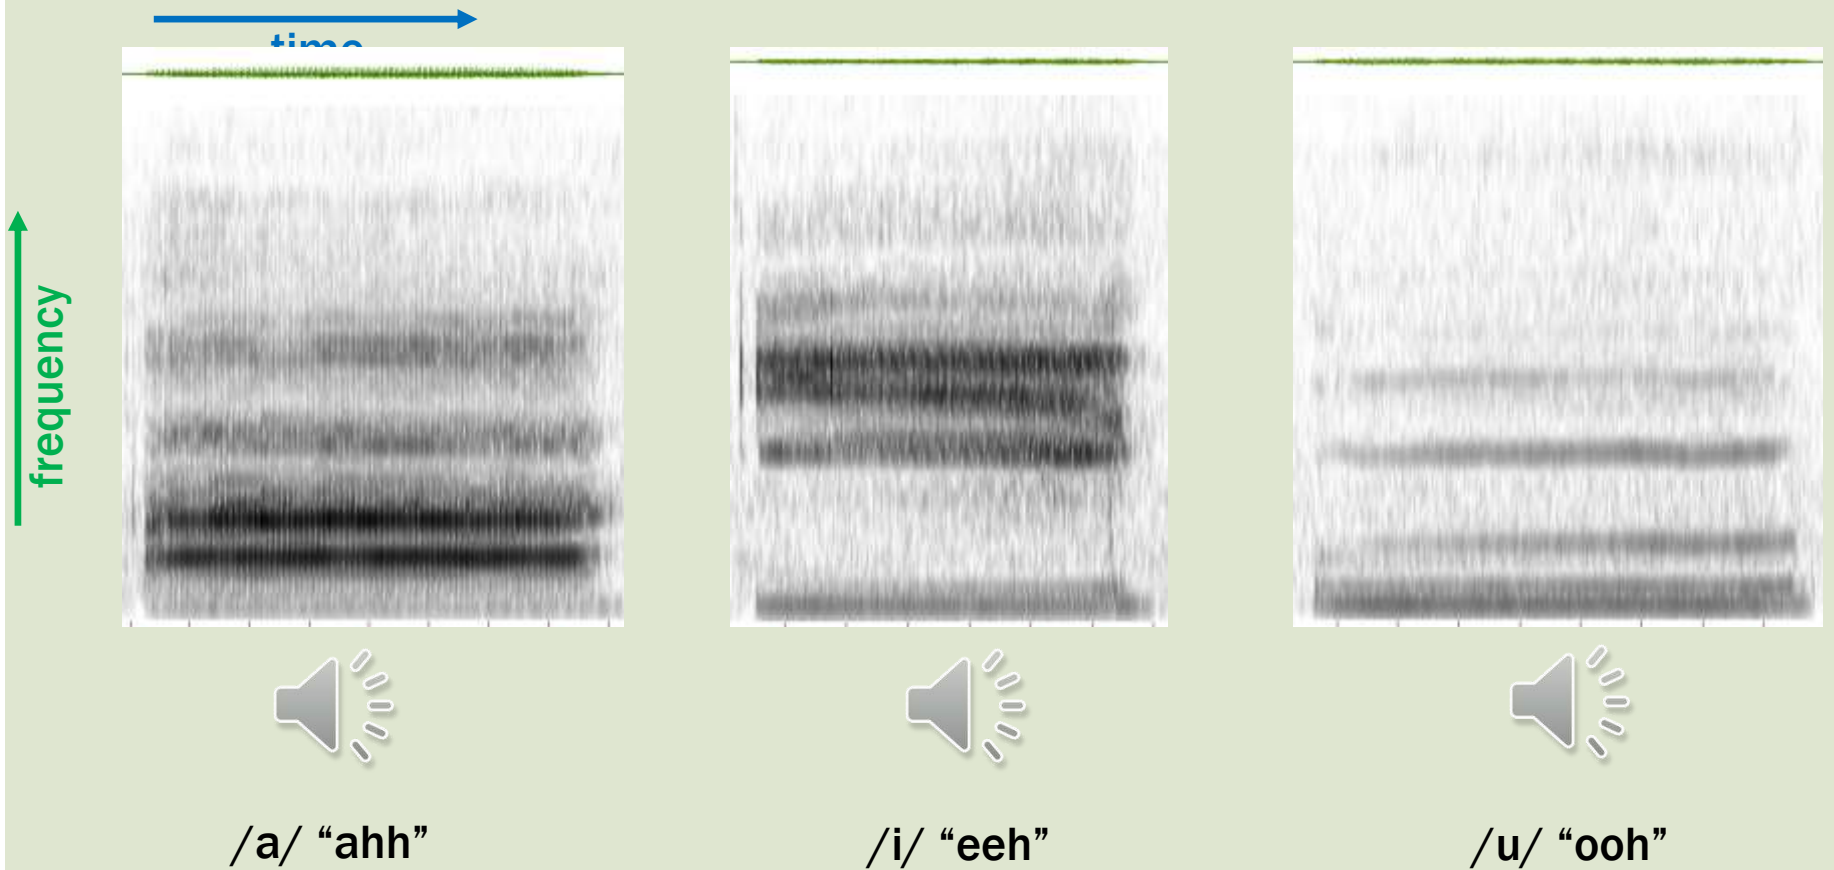 time
frequency
/a/ “ahh”
/i/ “eeh”
/u/ “ooh”